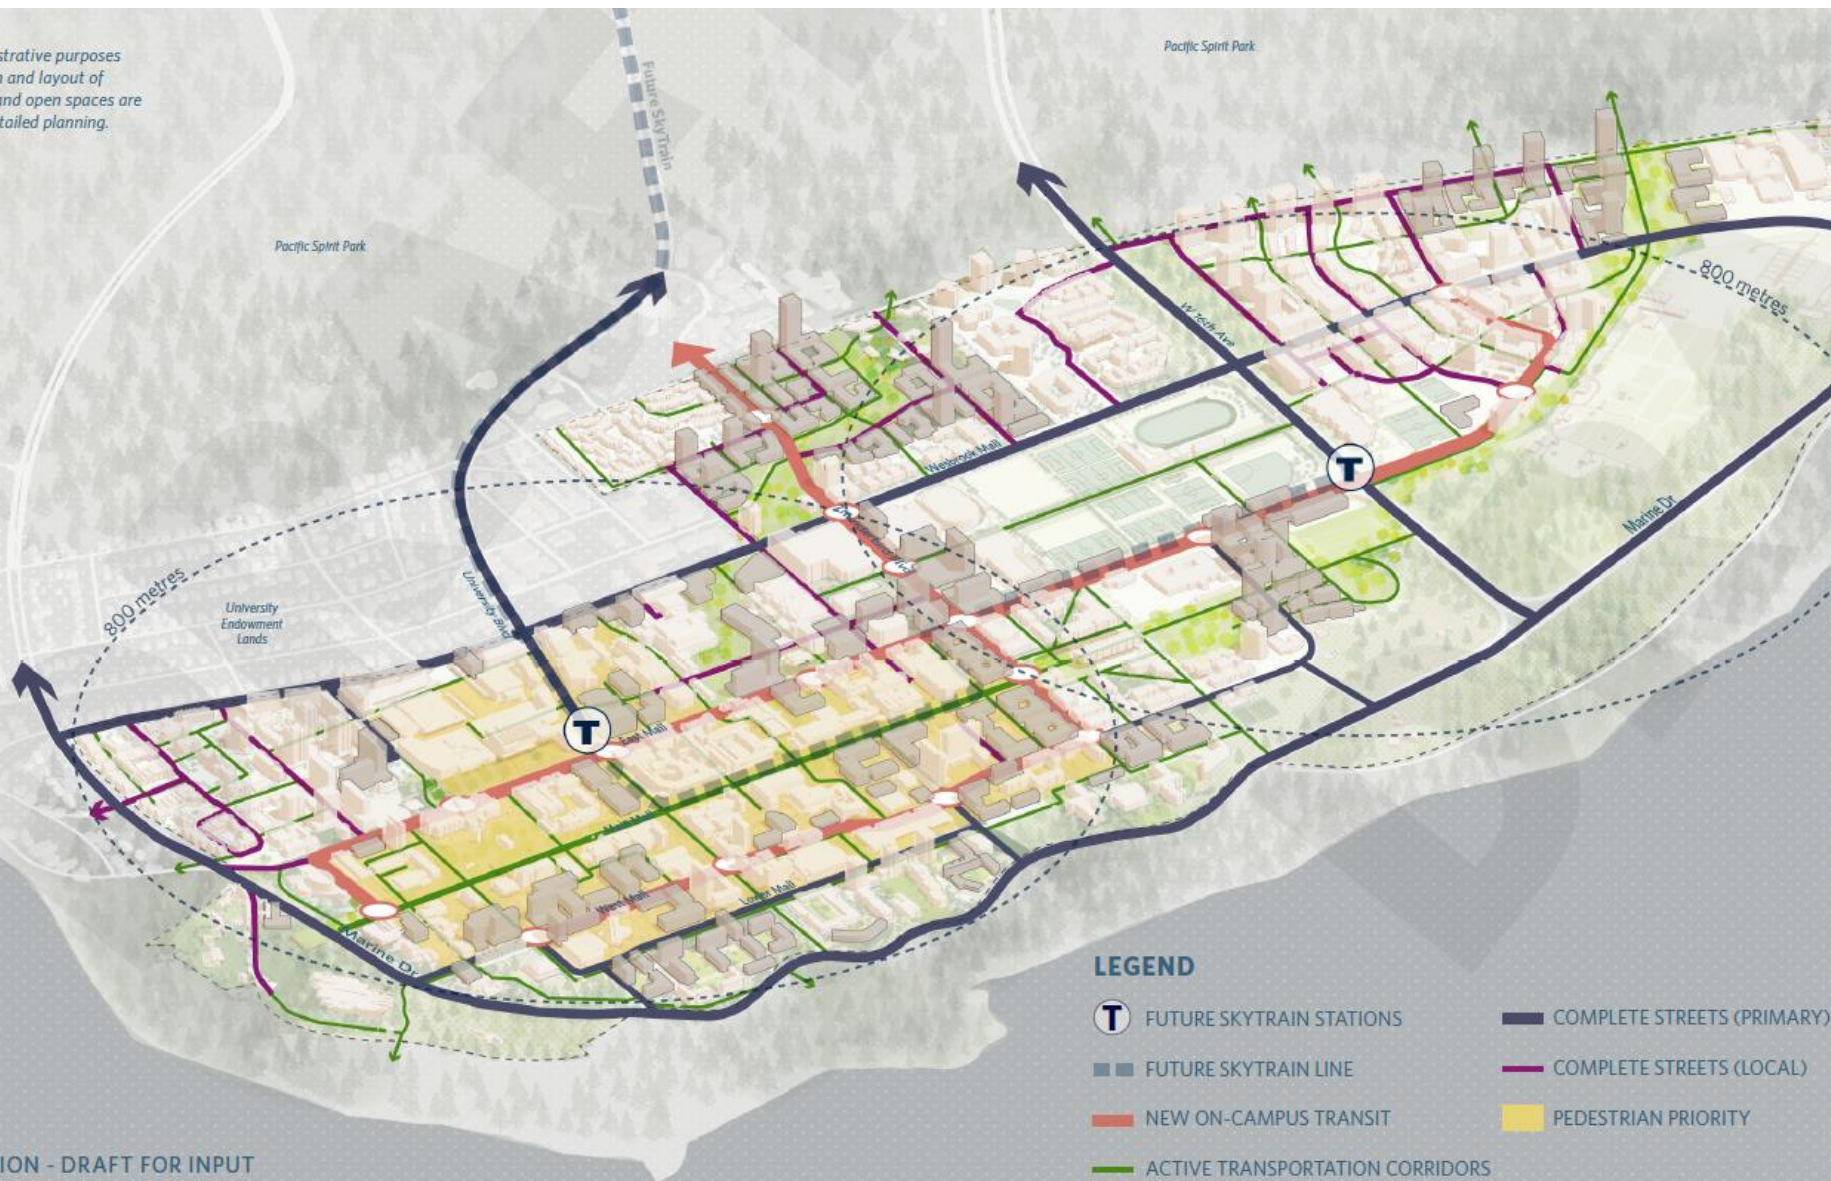 strative purposes
and layout of
and open spaces are
tailed planning.
Pacific Spirit Park
Future SkyTrain
Pacific Spirit Park
800 metres
W 16th Ave
Wesbrook Mall
Marine Dr
800 metres
University
Endowment
Lands
University Blvd
T
T
East Mall
West Mall
Lower Mall
Marine Dr
LEGEND
T FUTURE SKYTRAIN STATIONS
FUTURE SKYTRAIN LINE
NEW ON-CAMPUS TRANSIT
ACTIVE TRANSPORTATION CORRIDORS
COMPLETE STREETS (PRIMARY)
COMPLETE STREETS (LOCAL)
PEDESTRIAN PRIORITY
ION - DRAFT FOR INPUT